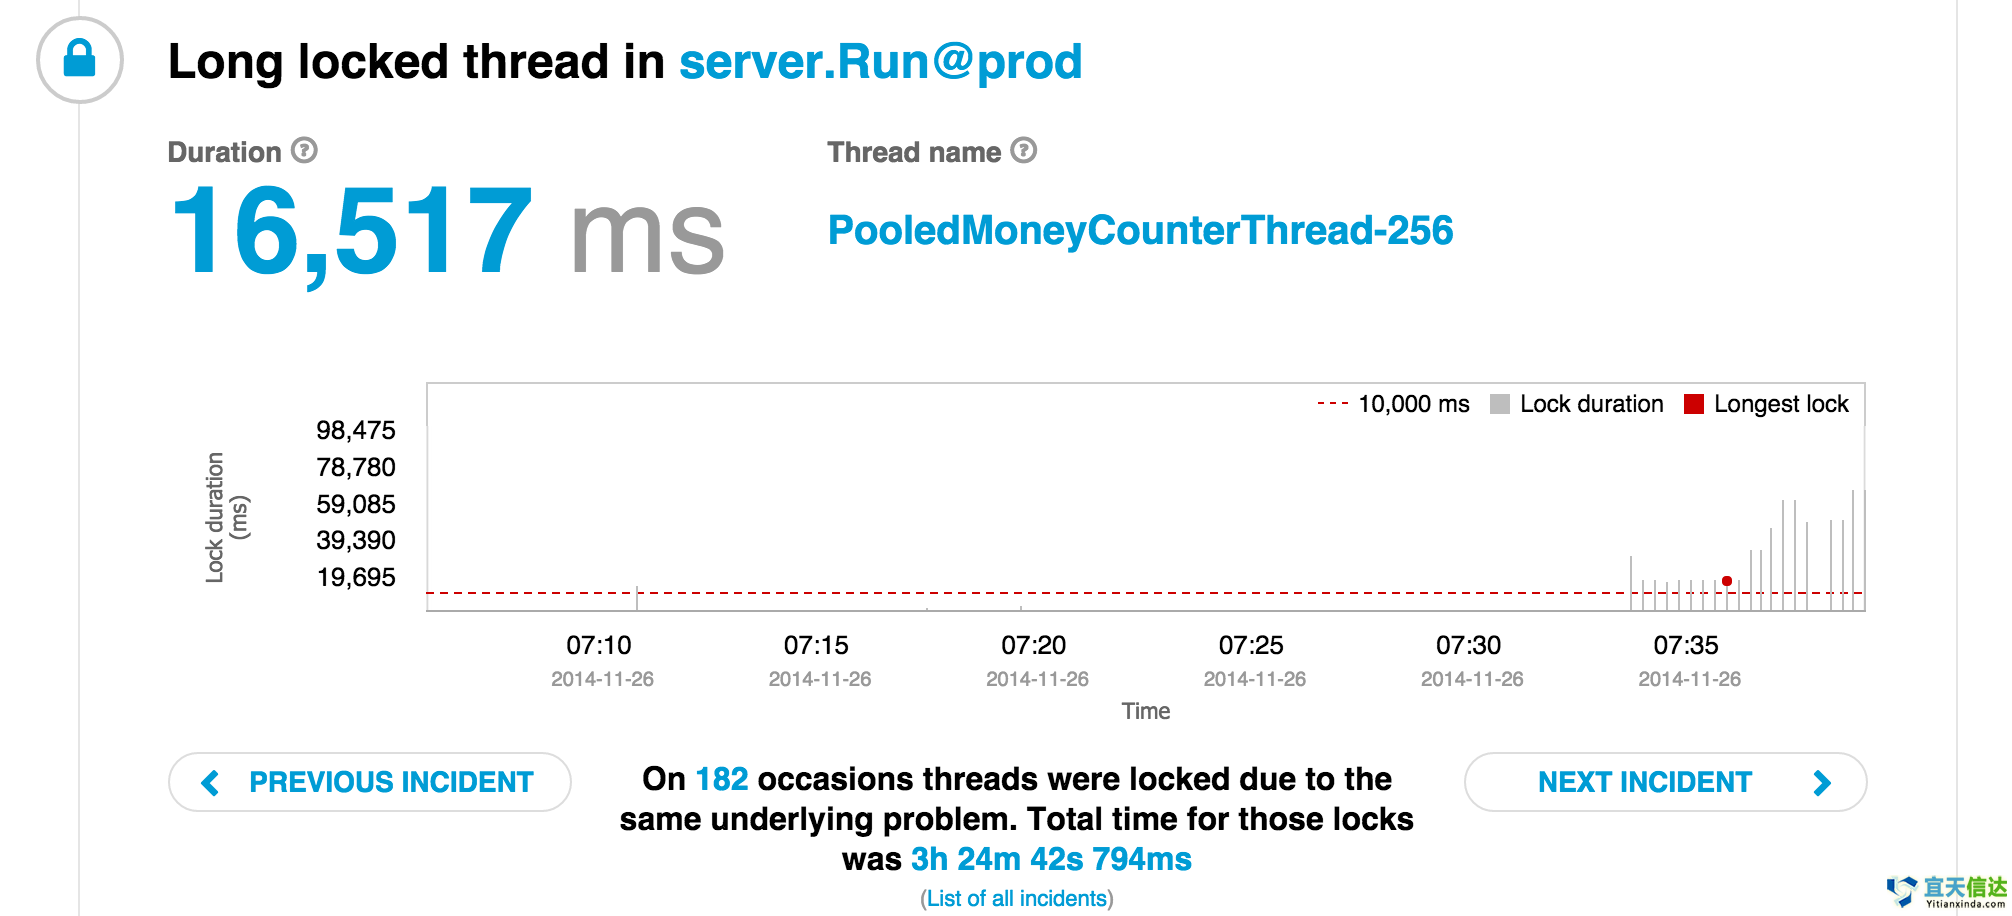 Long locked thread in server.Run@prod
Duration ?
Thread name ?
16,517 ms
PooledMoneyCounterThread-256
10,000 ms Lock duration Longest lock
Lock duration
(ms)
98,475
78,780
59,085
39,390
19,695
07:10 07:15 07:20 07:25 07:30 07:35
2014-11-26 2014-11-26 2014-11-26 2014-11-26 2014-11-26 2014-11-26
Time
PREVIOUS INCIDENT
On 182 occasions threads were locked due to the
same underlying problem. Total time for those locks
was 3h 24m 42s 794ms
(List of all incidents)
NEXT INCIDENT
宜天信达
Yitianxinda.com